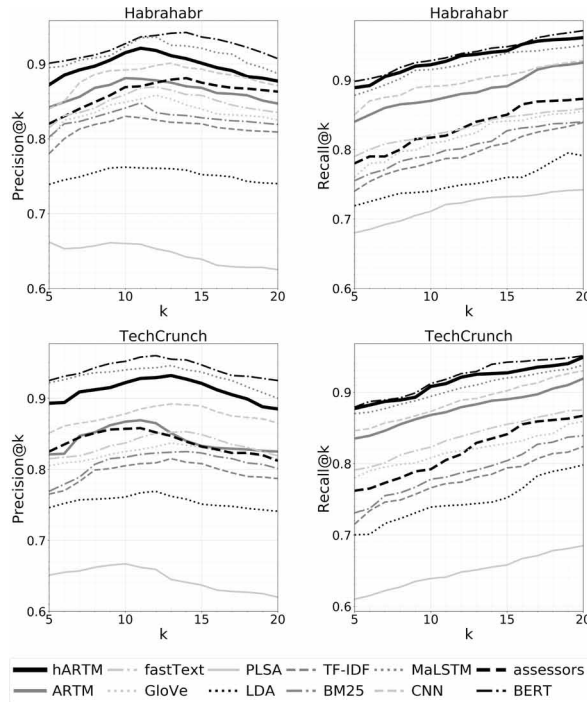 Habrahabr
Habrahabr
Precision@k
0.9
0.8
0.7
0.6
5
10
15
20
k
Recall@k
0.9
0.8
0.7
0.6
5
10
15
20
k
TechCrunch
TechCrunch
Precision@k
0.9
0.8
0.7
0.6
5
10
15
20
k
Recall@k
0.9
0.8
0.7
0.6
5
10
15
20
k
hARTM fastText PLSA TF-IDF MaLSTM assessors
ARTM GloVe LDA BM25 CNN BERT